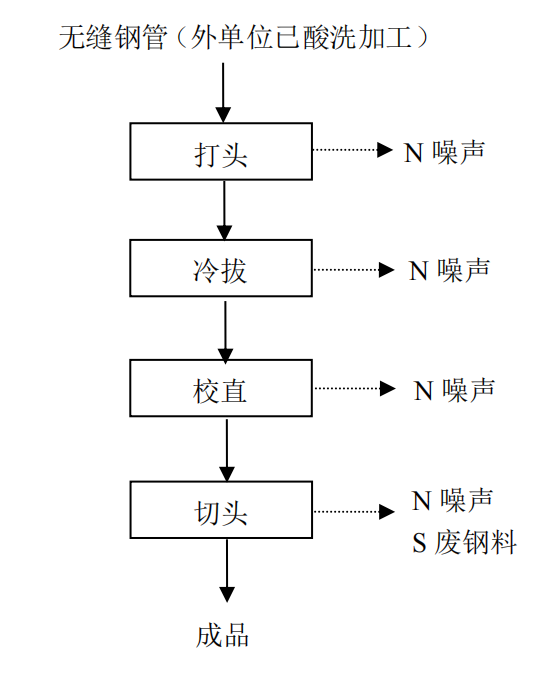 无缝钢管（外单位已酸洗加工）
打头
N 噪声
冷拔
N 噪声
校直
N 噪声
切头
N 噪声
S 废钢料
成品